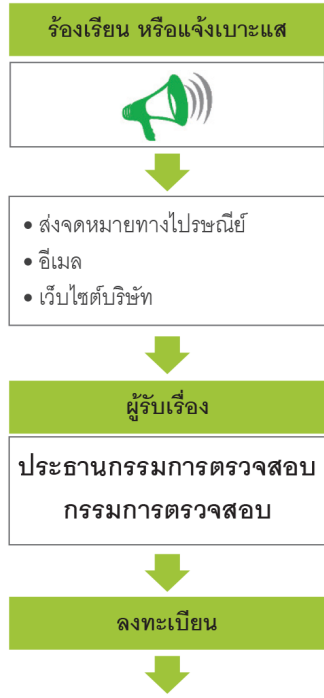 ร้องเรียน หรือแจ้งเบาะแส
• ส่งจดหมายทางไปรษณีย์
• อีเมล
• เว็บไซต์บริษัท
ผู้รับเรื่อง
ประธานกรรมการตรวจสอบ
กรรมการตรวจสอบ
ลงทะเบียน